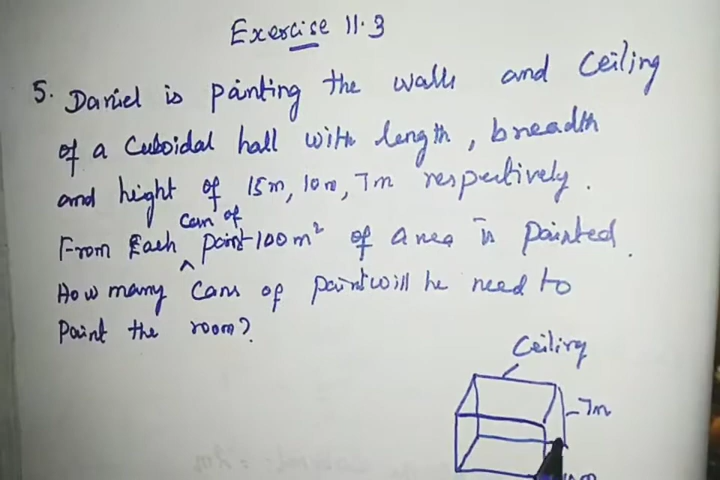 Exercise 11.3
5. Daniel is painting the walls and Ceiling
of a Cuboidal hall with length, breadth
and height of 15m, 10m, 7m respectively.
can of
From Each paint 100m² of area is painted.
How many Cans of paint will he need to
Paint the room?
Ceiling
7m